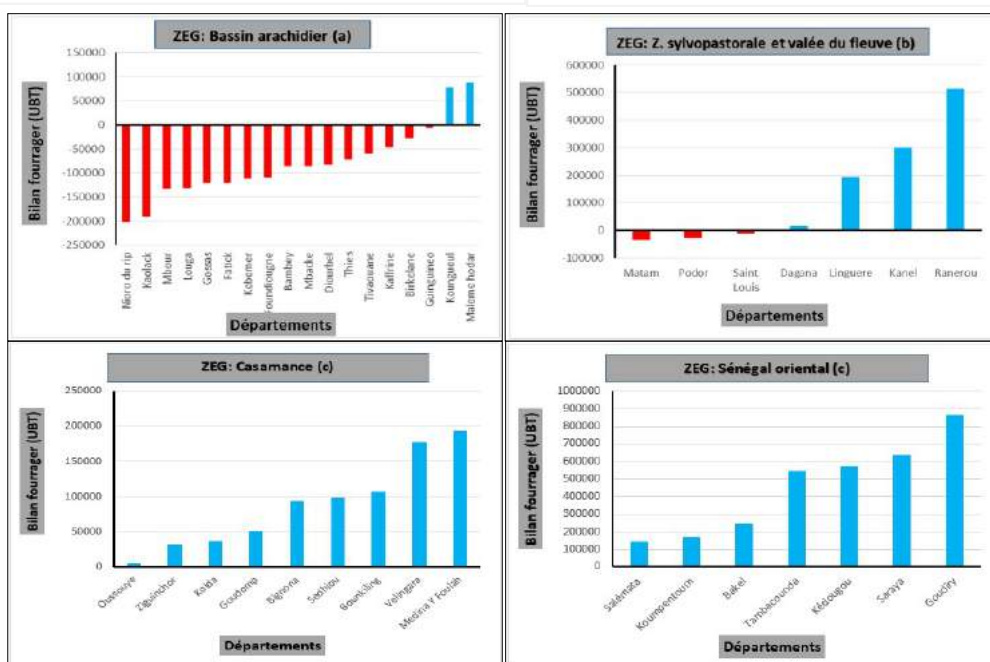 ZEG: Bassin arachidier (a)
Bilan fourrager (UBT)
150000
100000
50000
0
-50000
-100000
-150000
-200000
-250000
Nioro du rip
Kaolack
Mbour
Louga
Gossas
Fatick
Kebemer
Foundiougne
Bambey
Mbacke
Diourbel
Thies
Tivaouane
Kaffrine
Birkelane
Guinguineo
Koungueul
Maleme hodar
Départements
ZEG: Z. sylvopastorale et valée du fleuve (b)
Bilan fourrager (UBT)
600000
500000
400000
300000
200000
100000
0
-100000
Matam
Podor
Saint
Louis
Dagana
Linguere
Kanel
Ranerou
Départements
ZEG: Casamance (c)
Bilan fourrager (UBT)
250000
200000
150000
100000
50000
0
Oussouye
Ziguinchor
Kolda
Goudomp
Bignona
Sedhiou
Bounkiling
Velingara
Medina Y Foulah
Départements
ZEG: Sénégal oriental (c)
Bilan fourrager (UBT)
1000000
900000
800000
700000
600000
500000
400000
300000
200000
100000
0
Salémata
Koumpentoum
Bakel
Tambacounda
Kédougou
Saraya
Goudiry
Départements